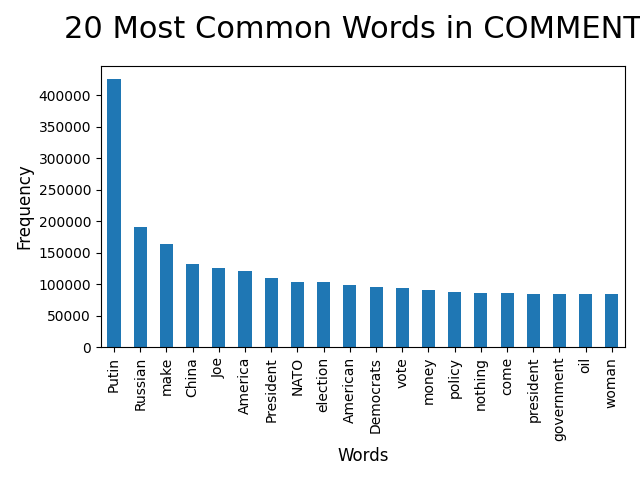 20 Most Common Words in COMMENT
Frequency
400000
350000
300000
250000
200000
150000
100000
50000
0
Putin
Russian
make
China
Joe
America
President
NATO
election
American
Democrats
vote
money
policy
nothing
come
president
government
oil
woman
Words